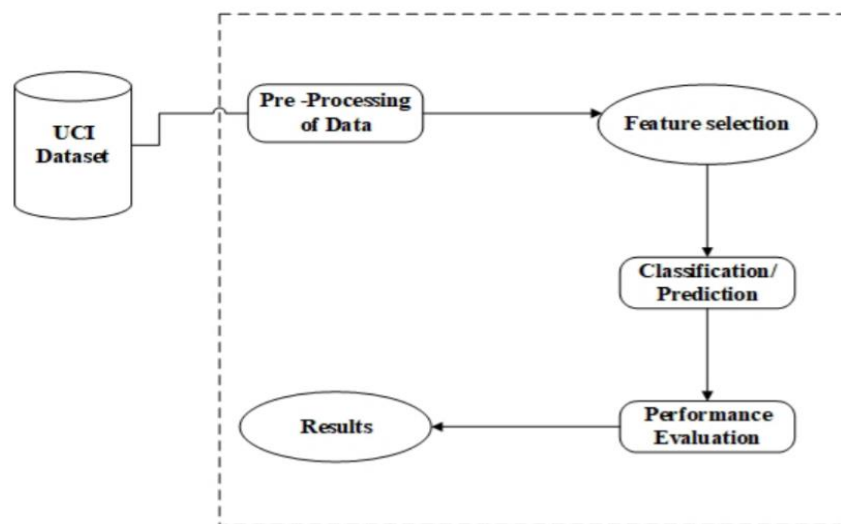 UCI
Dataset
Pre -Processing
of Data
Feature selection
Classification/
Prediction
Performance
Evaluation
Results